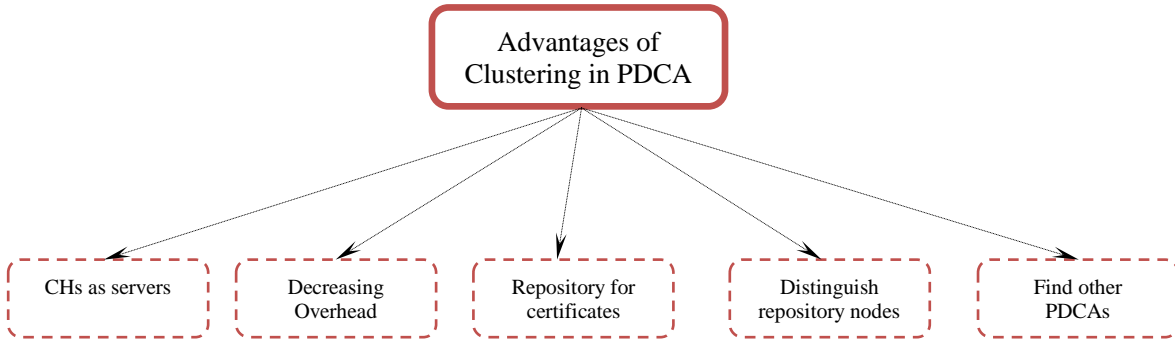 Advantages of
Clustering in PDCA
CHs as servers
Decreasing
Overhead
Repository for
certificates
Distinguish
repository nodes
Find other
PDCAs